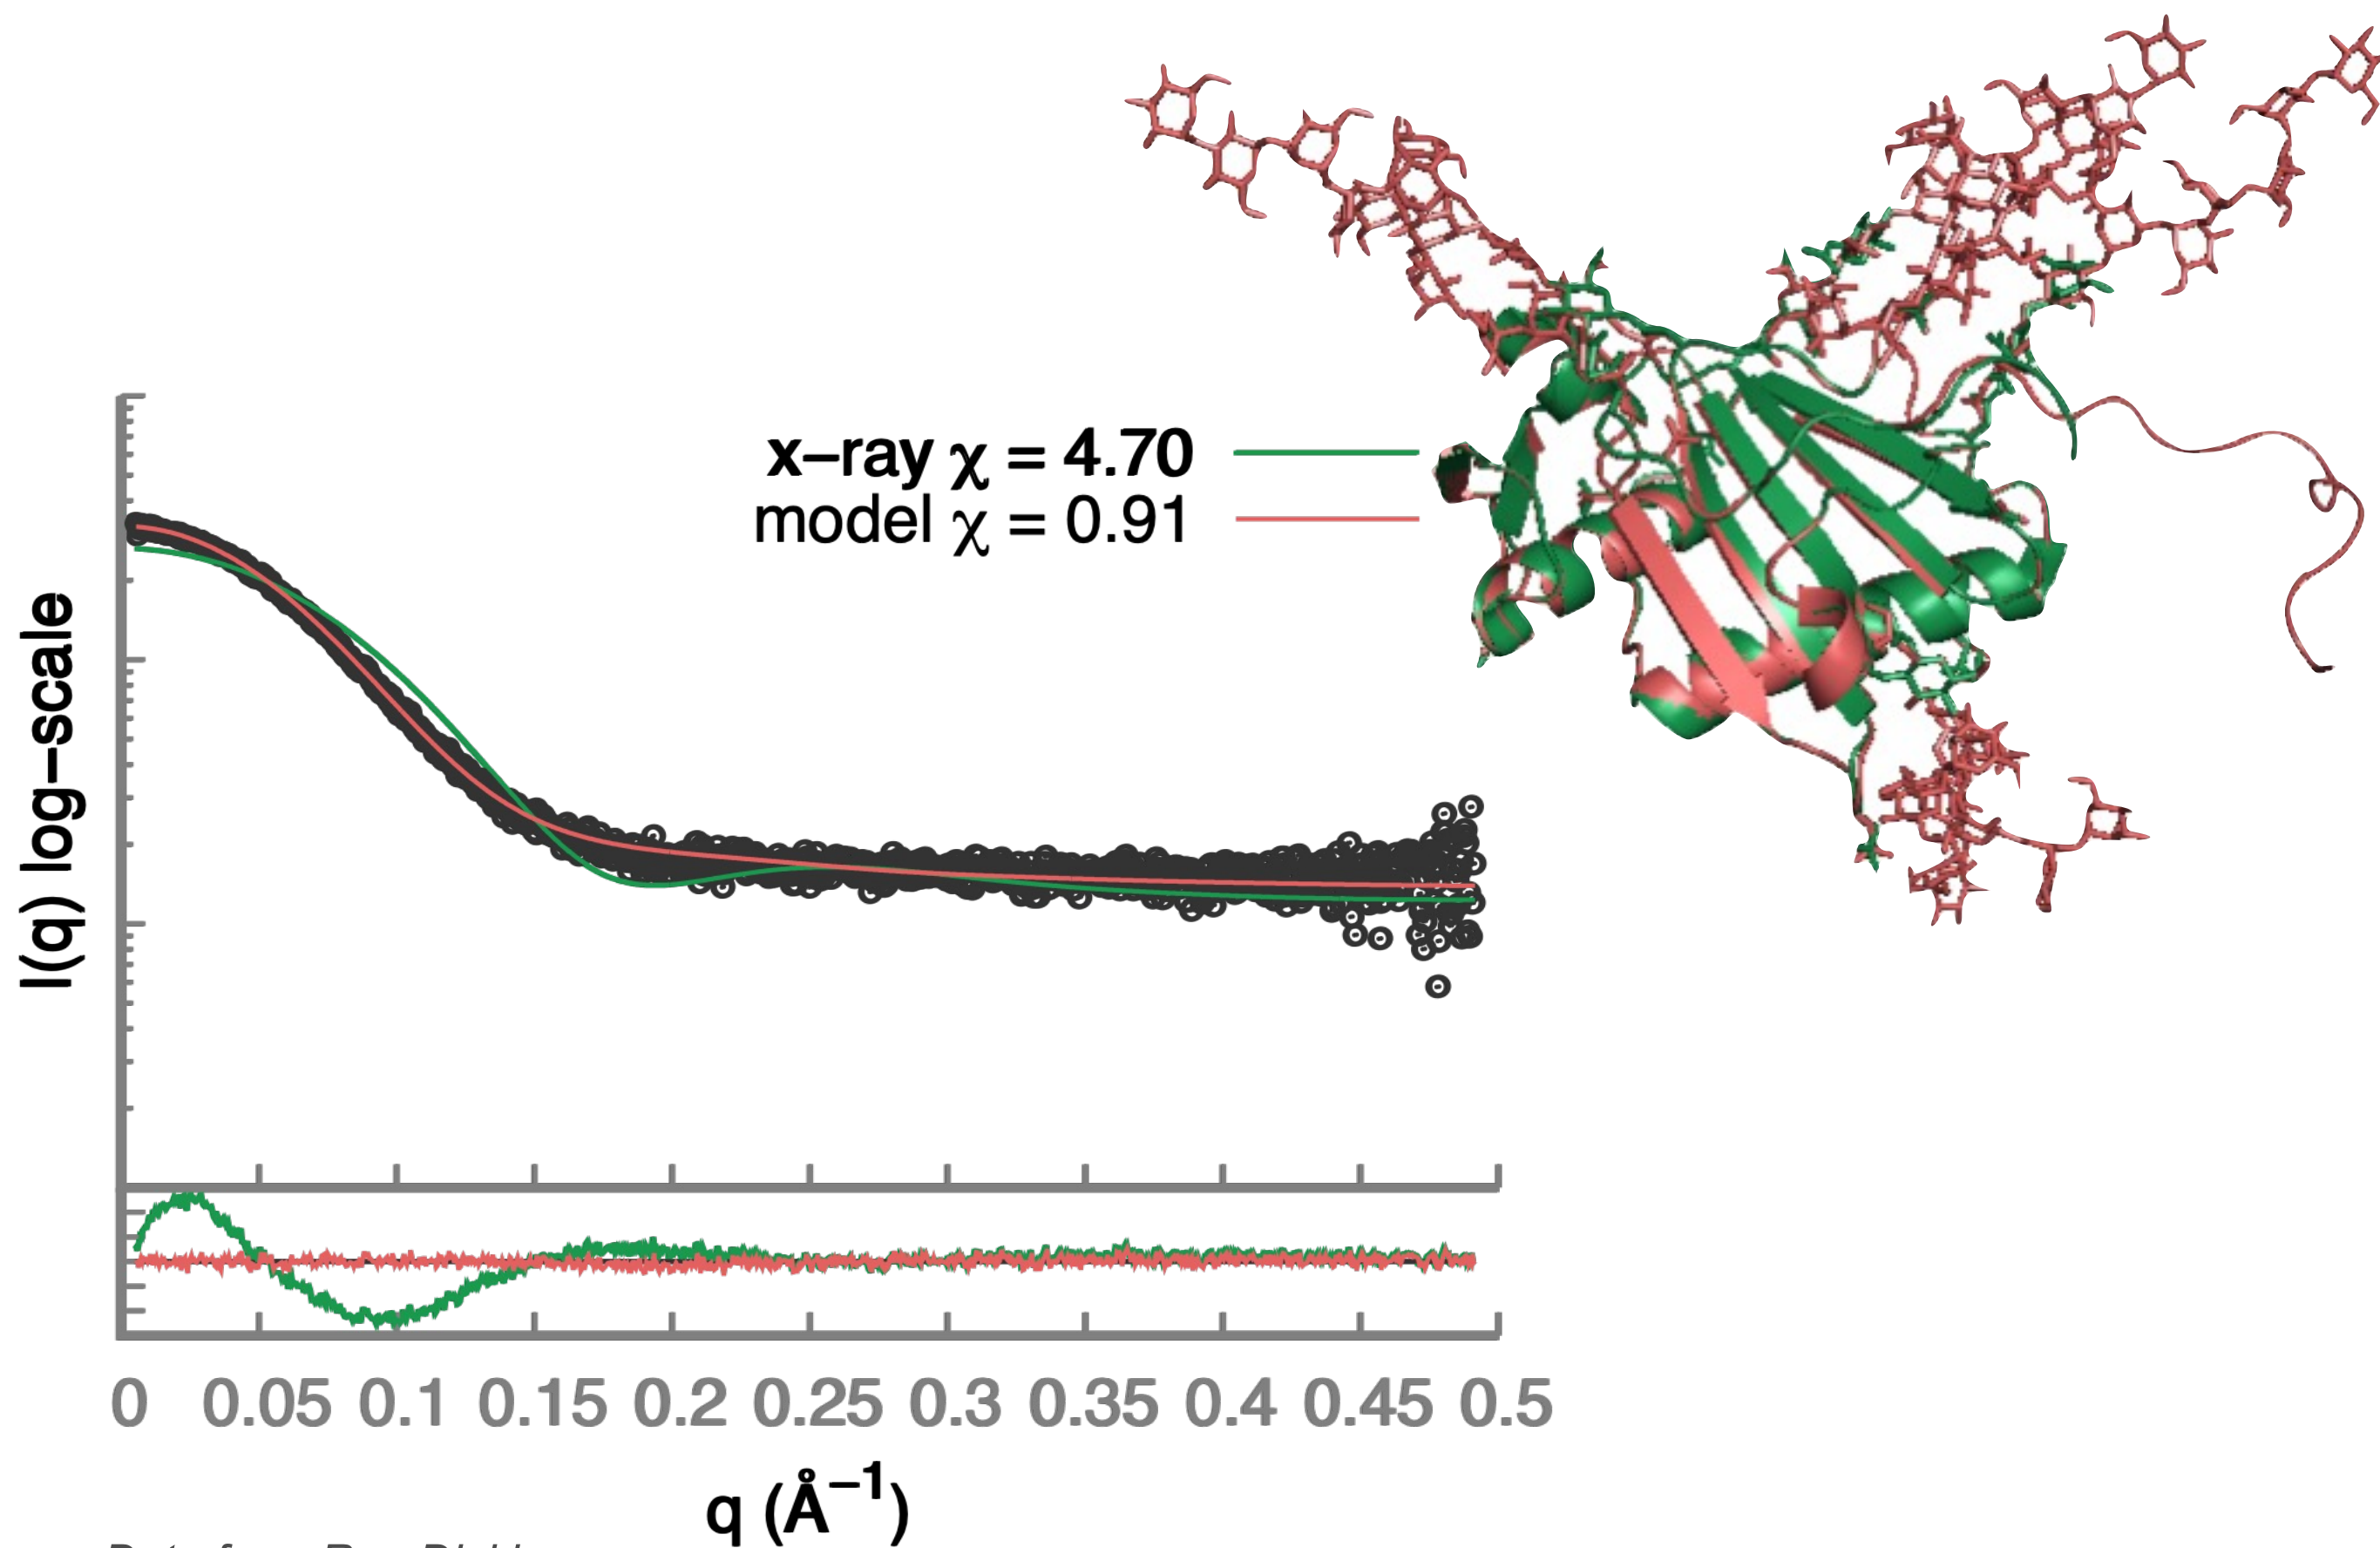 x–ray χ = 4.70
model χ = 0.91
I(q) log–scale
0 0.05 0.1 0.15 0.2 0.25 0.3 0.35 0.4 0.45 0.5
q (Å⁻¹)